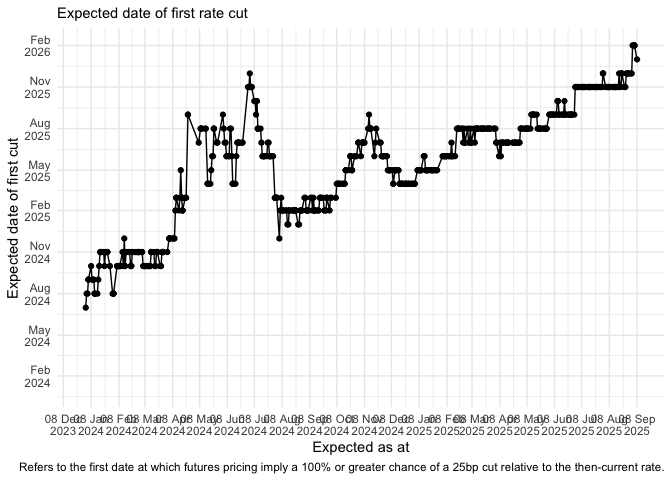 Expected date of first rate cut
Expected date of first cut
Feb
2026
Nov
2025
Aug
2025
May
2025
Feb
2025
Nov
2024
Aug
2024
May
2024
Feb
2024
08 Dec 08 Jan 08 Feb 08 Mar 08 Apr 08 May 08 Jun 08 Jul 08 Aug 08 Sep 08 Oct 08 Nov 08 Dec 08 Jan 08 Feb 08 Mar 08 Apr 08 May 08 Jun 08 Jul 08 Aug 08 Sep
2023 2024 2024 2024 2024 2024 2024 2024 2024 2024 2024 2024 2024 2025 2025 2025 2025 2025 2025 2025 2025 2025
Expected as at
Refers to the first date at which futures pricing imply a 100% or greater chance of a 25bp cut relative to the then-current rate.